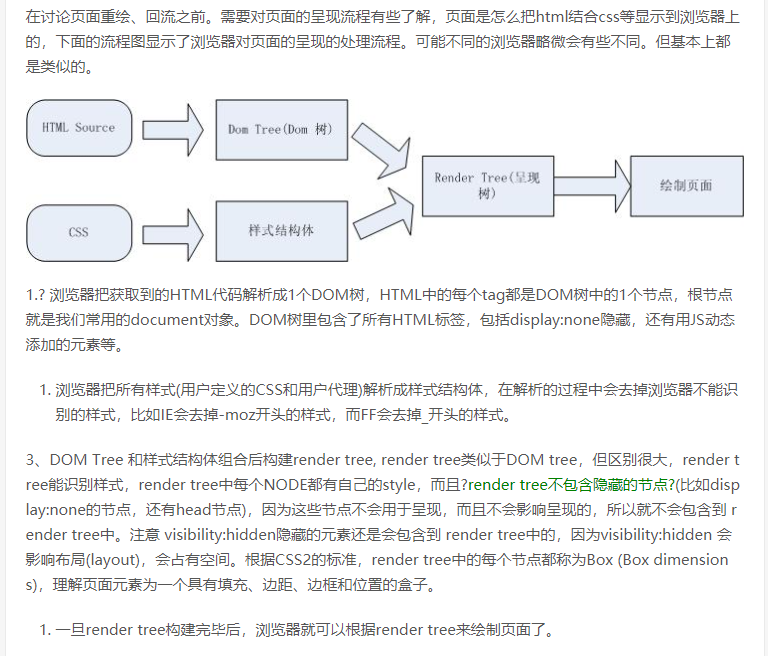 在讨论页面重绘、回流之前。需要对页面的呈现流程有些了解，页面是怎么把html结合css等显示到浏览器上
的，下面的流程图显示了浏览器对页面的呈现的处理流程。可能不同的浏览器略微会有些不同。但基本上都
是类似的。
HTML Source
Dom Tree(Dom 树)
Render Tree(呈现
树)
绘制页面
CSS
样式结构体
1.? 浏览器把获取到的HTML代码解析成1个DOM树，HTML中的每个tag都是DOM树中的1个节点，根节点
就是我们常用的document对象。DOM树里包含了所有HTML标签，包括display:none隐藏，还有用JS动态
添加的元素等。
1. 浏览器把所有样式(用户定义的CSS和用户代理)解析成样式结构体，在解析的过程中会去掉浏览器不能识
别的样式，比如IE会去掉-moz开头的样式，而FF会去掉_开头的样式。
3、DOM Tree 和样式结构体组合后构建render tree, render tree类似于DOM tree，但区别很大，render t
ree能识别样式，render tree中每个NODE都有自己的style，而且?render tree不包含隐藏的节点?(比如disp
lay:none的节点，还有head节点)，因为这些节点不会用于呈现，而且不会影响呈现的，所以就不会包含到 r
ender tree中。注意 visibility:hidden隐藏的元素还是会包含到 render tree中的，因为visibility:hidden 会
影响布局(layout)，会占有空间。根据CSS2的标准，render tree中的每个节点都称为Box (Box dimension
s)，理解页面元素为一个具有填充、边距、边框和位置的盒子。
1. 一旦render tree构建完毕后，浏览器就可以根据render tree来绘制页面了。